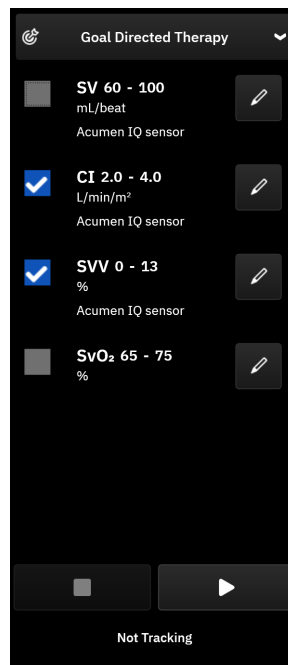 Goal Directed Therapy
SV 60 - 100
mL/beat
Acumen IQ sensor
CI 2.0 - 4.0
L/min/m²
Acumen IQ sensor
SVV 0 - 13
%
Acumen IQ sensor
SvO₂ 65 - 75
%
Not Tracking